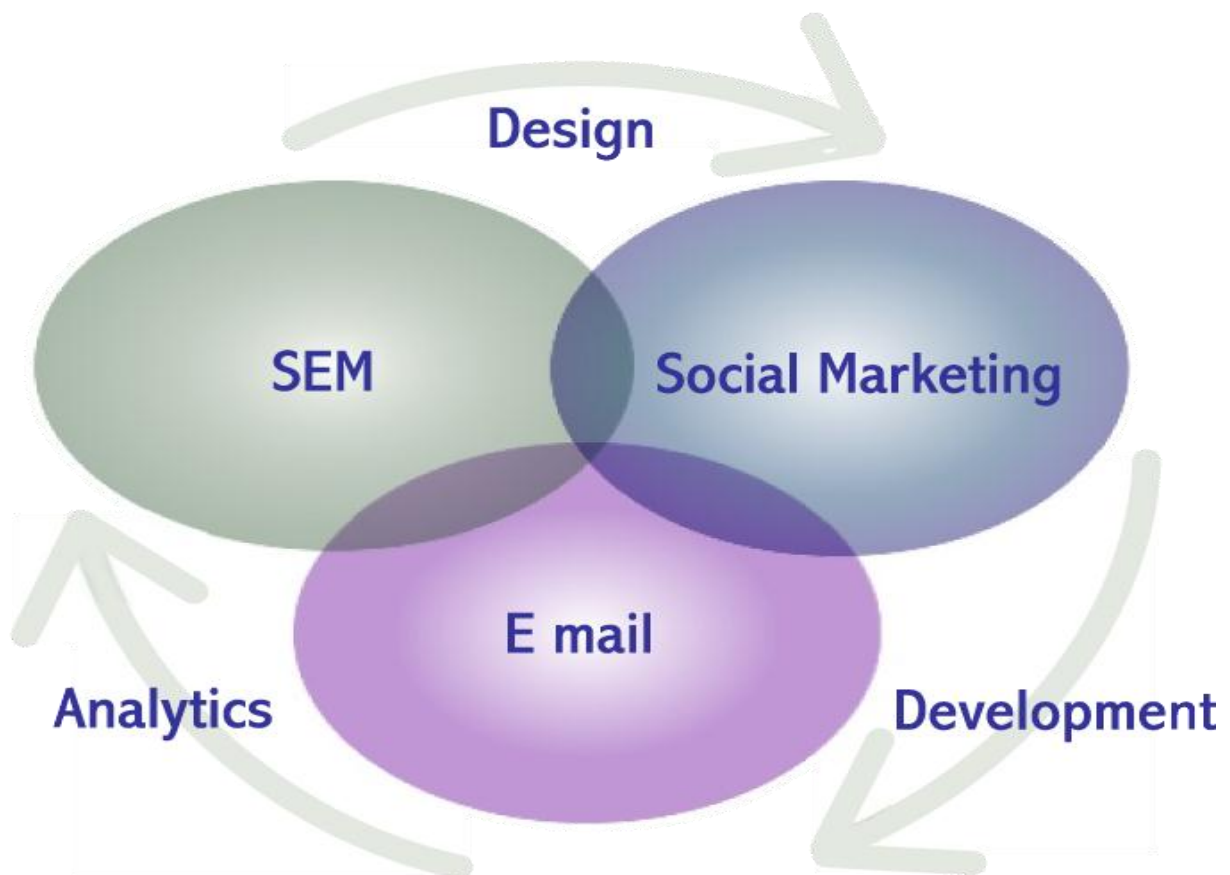 Design
SEM
Social Marketing
E mail
Analytics
Development